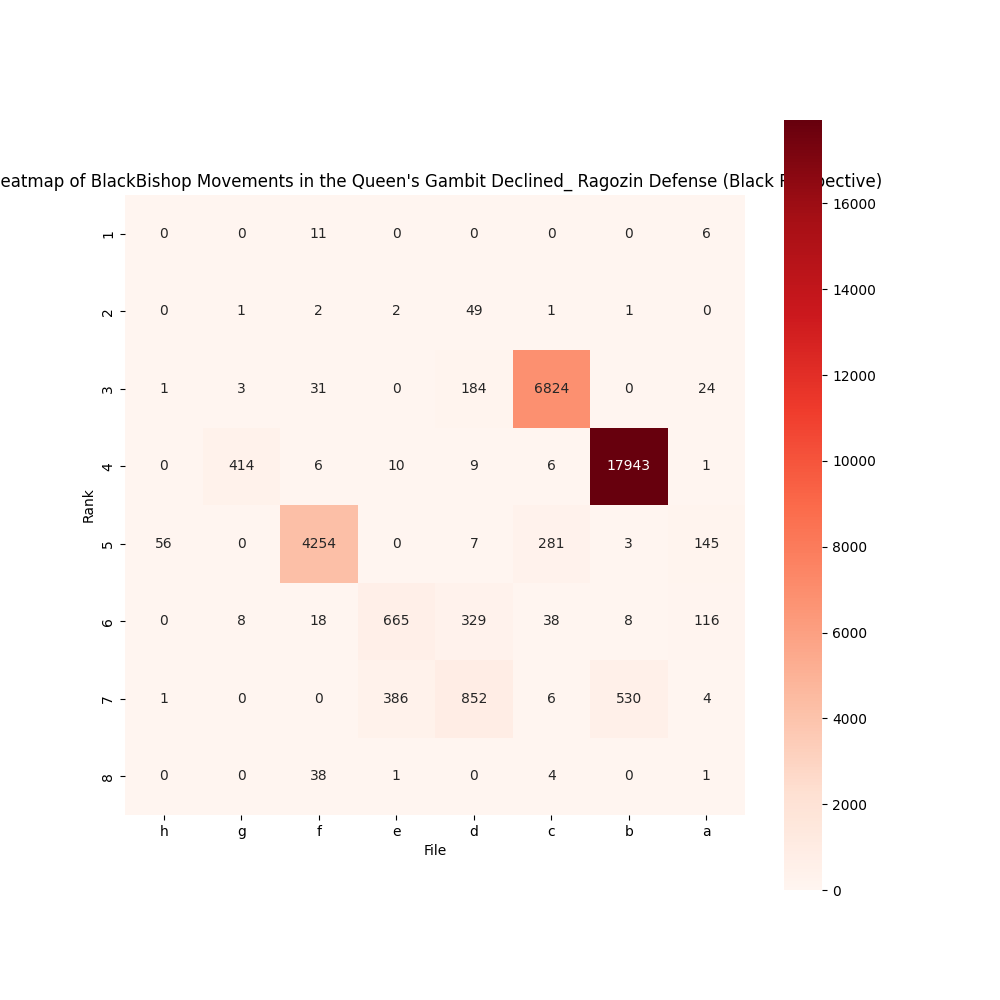 eatmap of BlackBishop Movements in the Queen's Gambit Declined_ Ragozin Defense (Black Perspective)
16000
1 0 0 11 0 0 0 0 6
14000
2 0 1 2 2 49 1 1 0
12000
3 1 3 31 0 184 6824 0 24
10000
4 0 414 6 10 9 6 17943 1
Rank
8000
5 56 0 4254 0 7 281 3 145
6000
6 0 8 18 665 329 38 8 116
4000
7 1 0 0 386 852 6 530 4
2000
8 0 0 38 1 0 4 0 1
h g f e d c b a
File
0